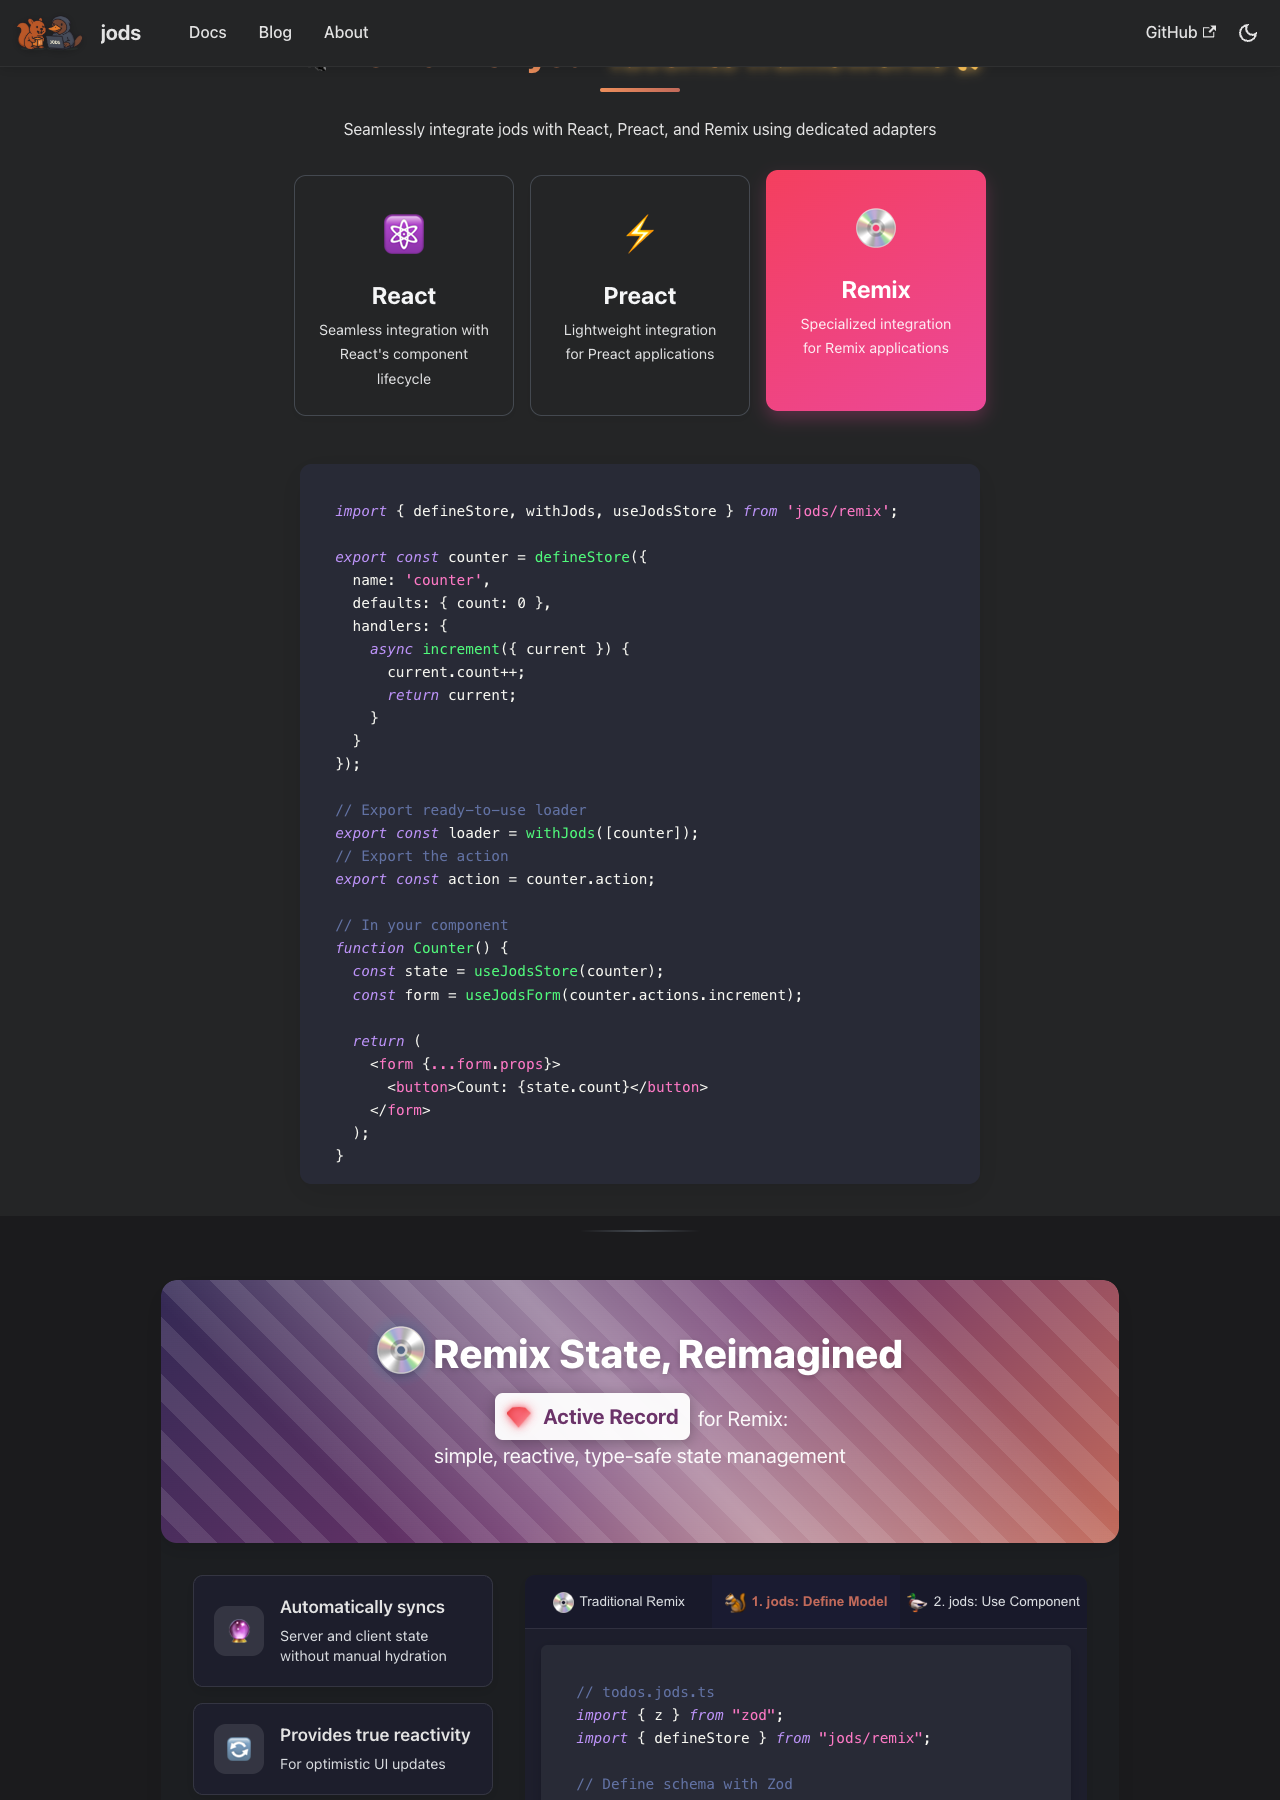 jods
Docs
Blog
About
GitHub
Seamlessly integrate jods with React, Preact, and Remix using dedicated adapters
React
Seamless integration with
React's component
lifecycle
Preact
Lightweight integration
for Preact applications
Remix
Specialized integration
for Remix applications
import { defineStore, withJods, useJodsStore } from 'jods/remix';
export const counter = defineStore({
name: 'counter',
defaults: { count: 0 },
handlers: {
async increment({ current }) {
current.count++;
return current;
}
}
});
// Export ready-to-use loader
export const loader = withJods([counter]);
// Export the action
export const action = counter.action;
// In your component
function Counter() {
const state = useJodsStore(counter);
const form = useJodsForm(counter.actions.increment);
return (
<form {...form.props}>
<button>Count: {state.count}</button>
</form>
);
}
Remix State, Reimagined
Active Record for Remix:
simple, reactive, type-safe state management
Automatically syncs
Server and client state
without manual hydration
Provides true reactivity
For optimistic UI updates
Traditional Remix
1. jods: Define Model
2. jods: Use Component
// todos.jods.ts
import { z } from "zod";
import { defineStore } from "jods/remix";
// Define schema with Zod